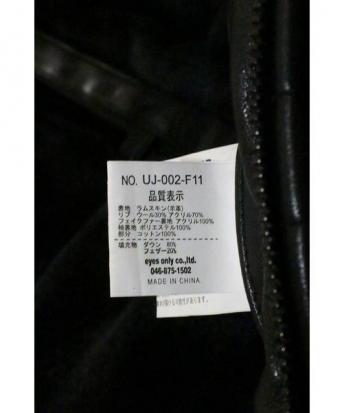 NO. UJ-002-F11
品質表示
表地 ラムスキン(羊革)
リブ ウール30% アクリル70%
フェイクファー裏地 アクリル100%
袖裏地 ポリエステル100%
部分 コットン100%
充填物 ダウン 80%
フェザー20%
eyes only co.,ltd.
046-875-1502
MADE IN CHINA.